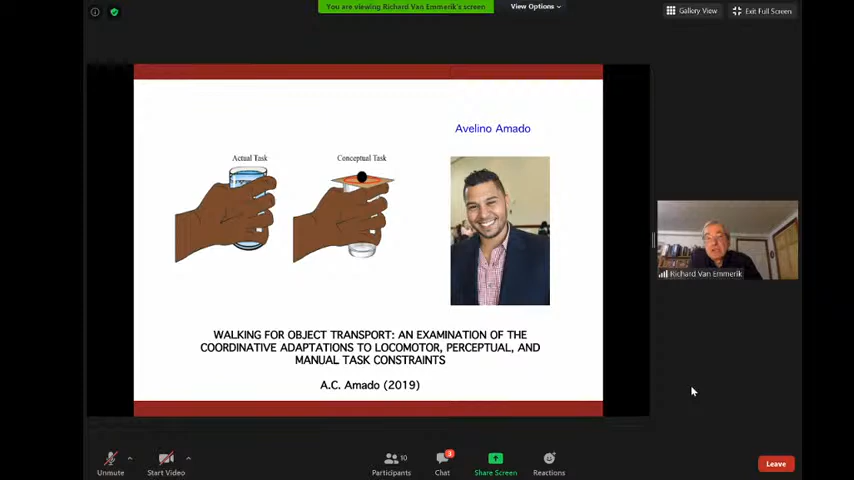 You are viewing Richard Van Emmerik's screen
View Options
Gallery View
Exit Full Screen
Avelino Amado
Actual Task
Conceptual Task
Richard Van Emmerik
WALKING FOR OBJECT TRANSPORT: AN EXAMINATION OF THE
COORDINATIVE ADAPTATIONS TO LOCOMOTOR, PERCEPTUAL, AND
MANUAL TASK CONSTRAINTS
A.C. Amado (2019)
10
Unmute
Start Video
Participants
Chat
Share Screen
Reactions
Leave